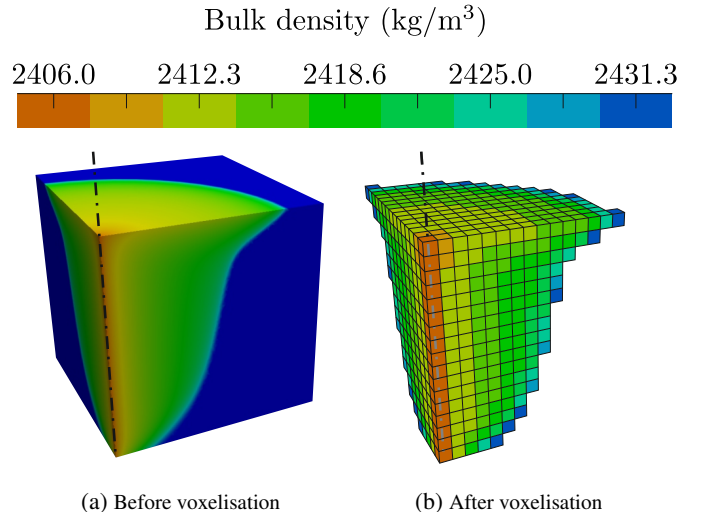 Bulk density (kg/m³)
2406.0 2412.3 2418.6 2425.0 2431.3
(a) Before voxelisation (b) After voxelisation